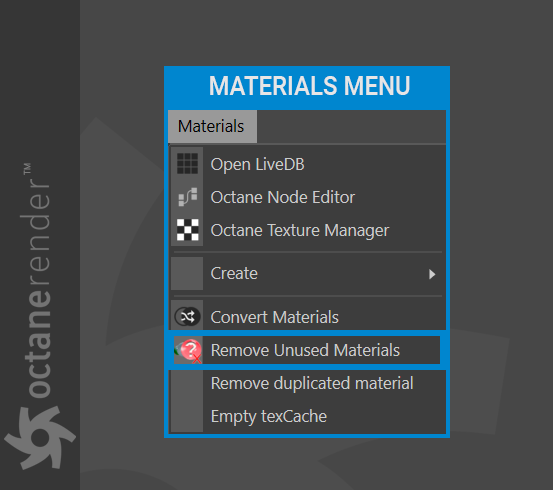 MATERIALS MENU
Materials
Open LiveDB
Octane Node Editor
Octane Texture Manager
Create
Convert Materials
Remove Unused Materials
Remove duplicated material
Empty texCache
octanerender™